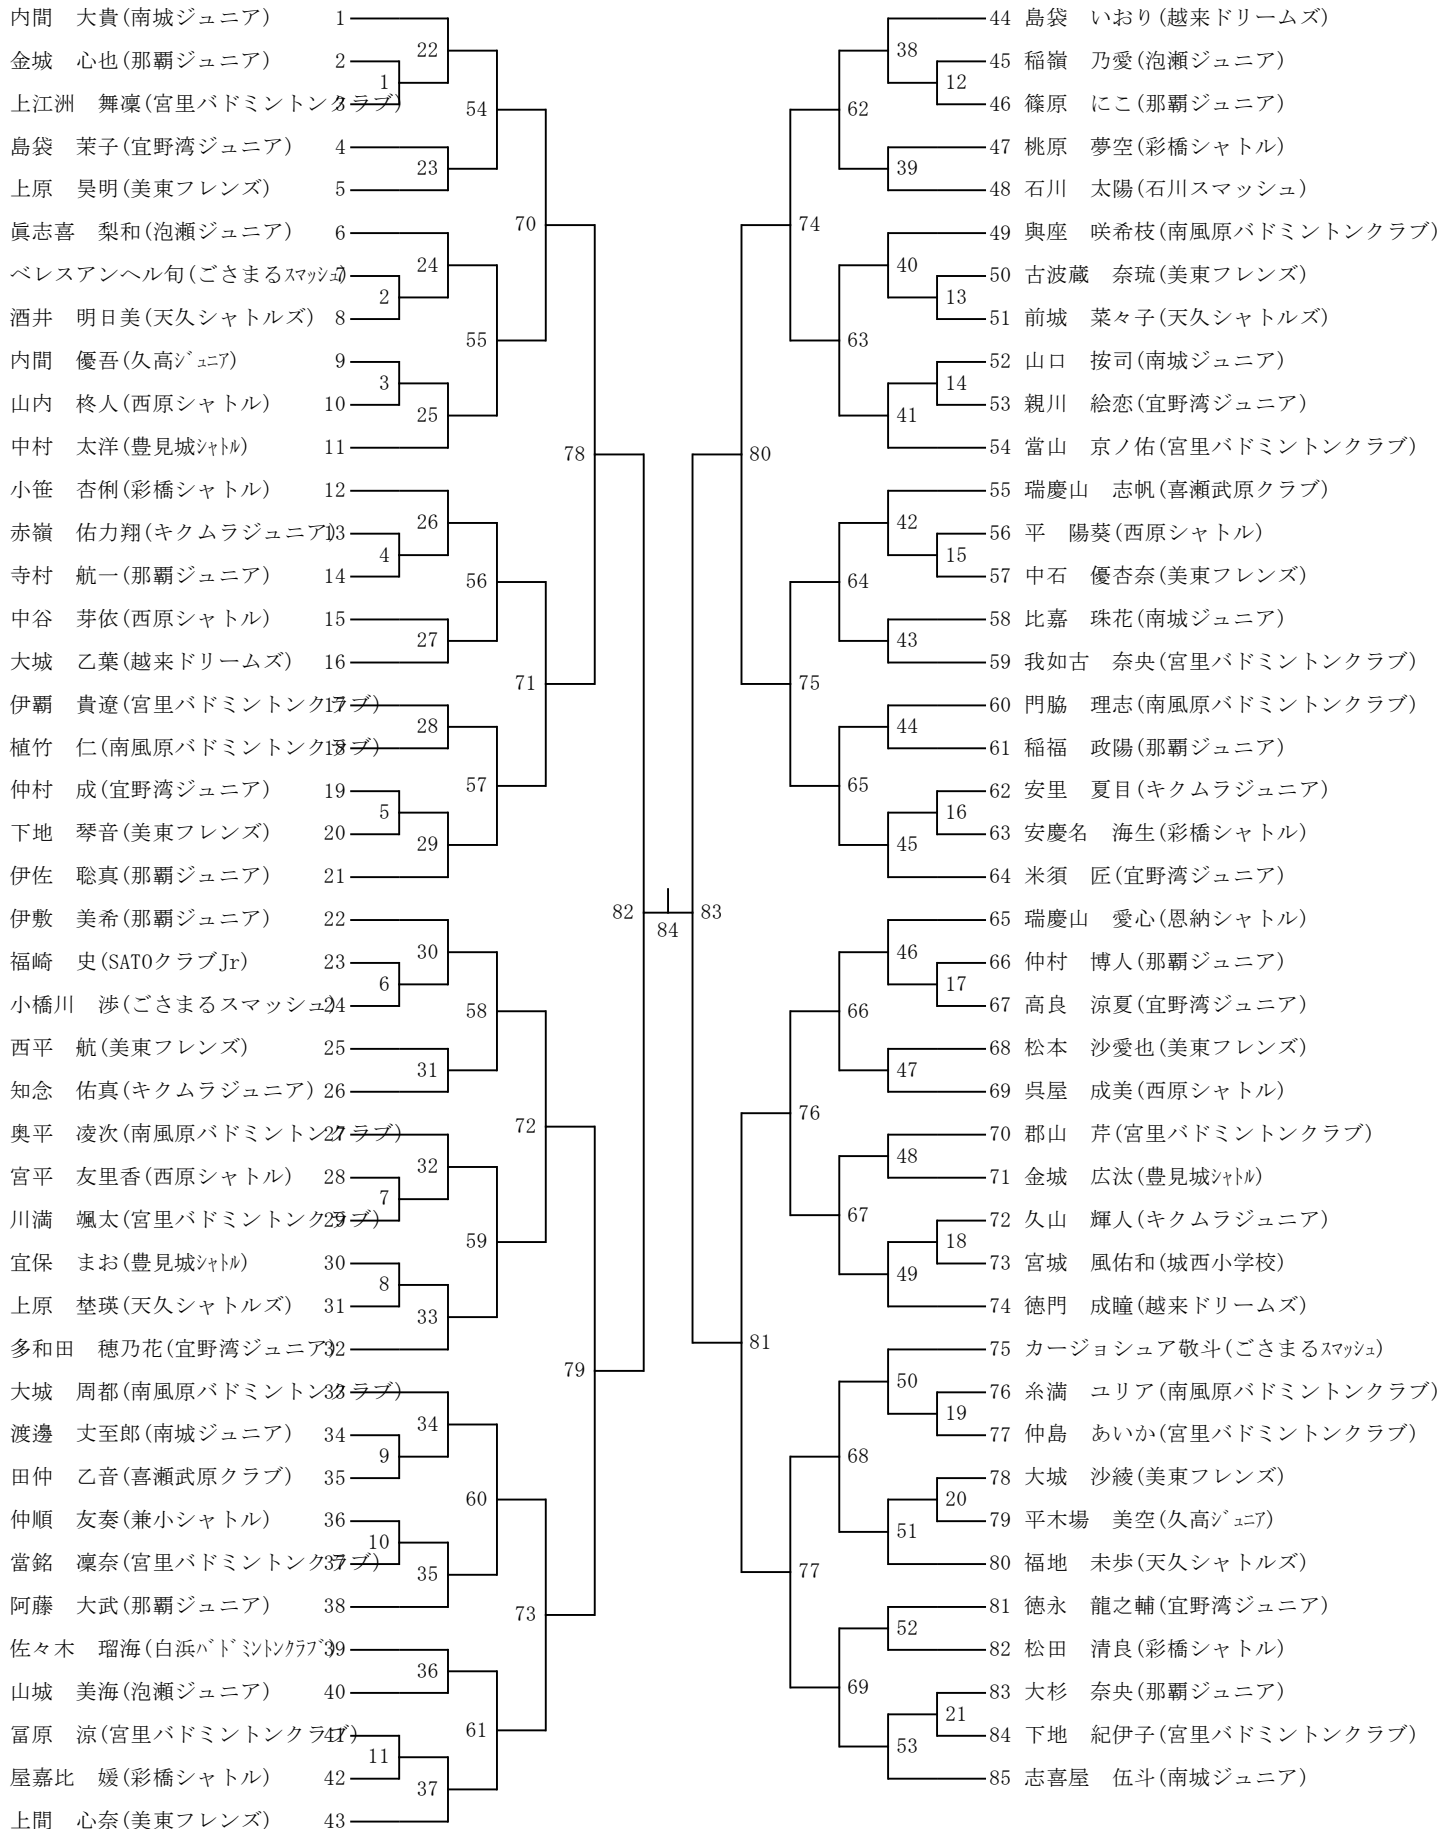 内間　大貴(南城ジュニア) 1
金城　心也(那覇ジュニア) 2
上江洲　舞凜(宮里バドミントンクラブ) 3
島袋　茉子(宜野湾ジュニア) 4
上原　昊明(美東フレンズ) 5
眞志喜　梨和(泡瀬ジュニア) 6
ベレスアンヘル旬(ごさまるスマッシュ) 7
酒井　明日美(天久シャトルズ) 8
内間　優吾(久高ジュニア) 9
山内　柊人(西原シャトル) 10
中村　太洋(豊見城シャトル) 11
小笹　杏俐(彩橋シャトル) 12
赤嶺　佑力翔(キクムラジュニア) 13
寺村　航一(那覇ジュニア) 14
中谷　芽依(西原シャトル) 15
大城　乙葉(越来ドリームズ) 16
伊覇　貴遼(宮里バドミントンクラブ) 17
植竹　仁(南風原バドミントンクラブ) 18
仲村　成(宜野湾ジュニア) 19
下地　琴音(美東フレンズ) 20
伊佐　聡真(那覇ジュニア) 21
伊敷　美希(那覇ジュニア) 22
福崎　史(SATOクラブJr) 23
小橋川　渉(ごさまるスマッシュ) 24
西平　航(美東フレンズ) 25
知念　佑真(キクムラジュニア) 26
奥平　凌次(南風原バドミントンクラブ) 27
宮平　友里香(西原シャトル) 28
川満　颯太(宮里バドミントンクラブ) 29
宜保　まお(豊見城シャトル) 30
上原　埜瑛(天久シャトルズ) 31
多和田　穂乃花(宜野湾ジュニア) 32
大城　周都(南風原バドミントンクラブ) 33
渡邊　丈至郎(南城ジュニア) 34
田仲　乙音(喜瀬武原クラブ) 35
仲順　友奏(兼小シャトル) 36
當銘　凜奈(宮里バドミントンクラブ) 37
阿藤　大武(那覇ジュニア) 38
佐々木　瑠海(白浜バドミントンクラブ) 39
山城　美海(泡瀬ジュニア) 40
冨原　涼(宮里バドミントンクラブ) 41
屋嘉比　媛(彩橋シャトル) 42
上間　心奈(美東フレンズ) 43
1
2
3
4
5
6
7
8
9
10
11
22
23
24
25
26
27
28
29
30
31
32
33
34
35
36
37
54
55
56
57
58
59
60
61
70
71
72
73
78
79
82
84
83
80
81
74
75
76
77
62
63
64
65
66
67
68
69
38
39
40
41
42
43
44
45
46
47
48
49
50
51
52
53
12
13
14
15
16
17
18
19
20
21
44 島袋　いおり(越来ドリームズ)
45 稲嶺　乃愛(泡瀬ジュニア)
46 篠原　にこ(那覇ジュニア)
47 桃原　夢空(彩橋シャトル)
48 石川　太陽(石川スマッシュ)
49 與座　咲希枝(南風原バドミントンクラブ)
50 古波蔵　奈琉(美東フレンズ)
51 前城　菜々子(天久シャトルズ)
52 山口　按司(南城ジュニア)
53 親川　絵恋(宜野湾ジュニア)
54 當山　京ノ佑(宮里バドミントンクラブ)
55 瑞慶山　志帆(喜瀬武原クラブ)
56 平　陽葵(西原シャトル)
57 中石　優杏奈(美東フレンズ)
58 比嘉　珠花(南城ジュニア)
59 我如古　奈央(宮里バドミントンクラブ)
60 門脇　理志(南風原バドミントンクラブ)
61 稲福　政陽(那覇ジュニア)
62 安里　夏目(キクムラジュニア)
63 安慶名　海生(彩橋シャトル)
64 米須　匠(宜野湾ジュニア)
65 瑞慶山　愛心(恩納シャトル)
66 仲村　博人(那覇ジュニア)
67 高良　涼夏(宜野湾ジュニア)
68 松本　沙愛也(美東フレンズ)
69 呉屋　成美(西原シャトル)
70 郡山　芹(宮里バドミントンクラブ)
71 金城　広汰(豊見城シャトル)
72 久山　輝人(キクムラジュニア)
73 宮城　風佑和(城西小学校)
74 徳門　成瞳(越来ドリームズ)
75 カージョシュア敬斗(ごさまるスマッシュ)
76 糸満　ユリア(南風原バドミントンクラブ)
77 仲島　あいか(宮里バドミントンクラブ)
78 大城　沙綾(美東フレンズ)
79 平木場　美空(久高ジュニア)
80 福地　未歩(天久シャトルズ)
81 徳永　龍之輔(宜野湾ジュニア)
82 松田　清良(彩橋シャトル)
83 大杉　奈央(那覇ジュニア)
84 下地　紀伊子(宮里バドミントンクラブ)
85 志喜屋　伍斗(南城ジュニア)